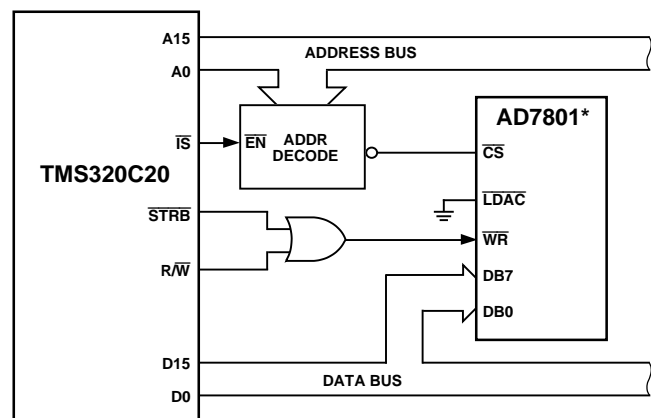 A15
ADDRESS BUS
A0
AD7801*
IS
EN
ADDR
DECODE
CS
TMS320C20
LDAC
STRB
WR
R/W
DB7
DB0
D15
DATA BUS
D0